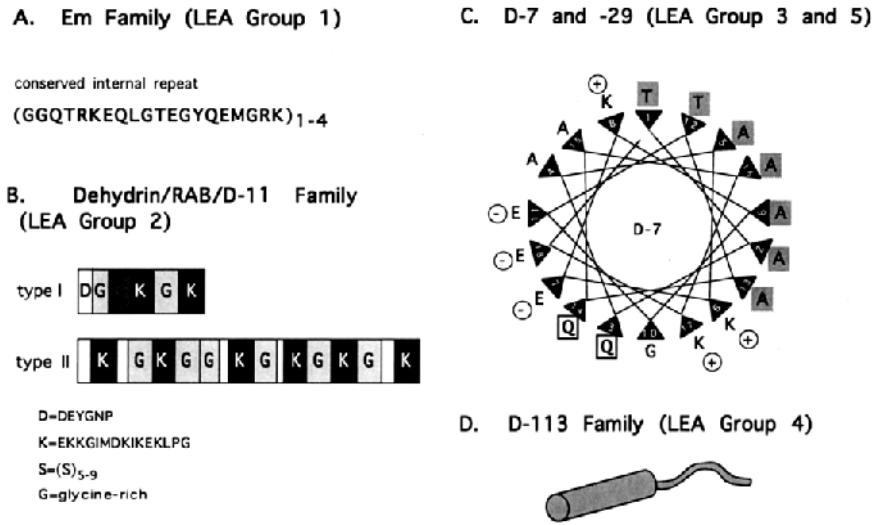 A. Em Family (LEA Group 1)
conserved internal repeat
(GGQTRKEQLGTEGYQEMGRK)1-4
B. Dehydrin/RAB/D-11 Family
(LEA Group 2)
type I D G K G K
type II K G K G G K G K G K G K
D=DEYGNP
K=EKKGIMDKIKEKLPG
S=(S)5-9
G=glycine-rich
C. D-7 and -29 (LEA Group 3 and 5)
+
K T T
A A
A A
- E A
D-7
- E A
- E A
Q K +
Q G K +
D. D-113 Family (LEA Group 4)